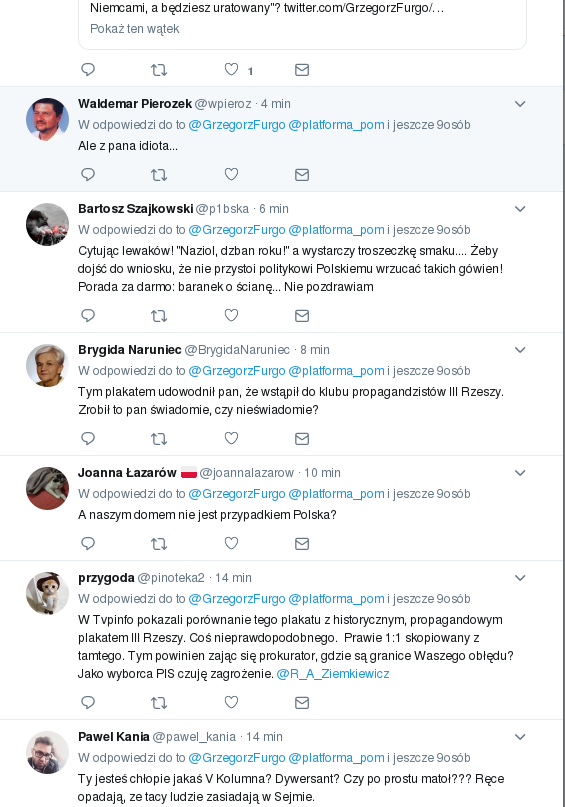 Niemcami, a będziesz uratowany"? twitter.com/GrzegorzFurgo/…
Pokaż ten wątek
1
Waldemar Pierozek @wpieroz · 4 min
W odpowiedzi do to @GrzegorzFurgo @platforma_pom i jeszcze 9osób
Ale z pana idiota...
Bartosz Szajkowski @p1bska · 6 min
W odpowiedzi do to @GrzegorzFurgo @platforma_pom i jeszcze 9osób
Cytując lewaków! "Naziol, dzban roku!" a wystarczy troszeczkę smaku.... Żeby
dojść do wniosku, że nie przystoi politykowi Polskiemu wrzucać takich gówien!
Porada za darmo: baranek o ścianę... Nie pozdrawiam
Brygida Naruniec @BrygidaNaruniec · 8 min
W odpowiedzi do to @GrzegorzFurgo @platforma_pom i jeszcze 9osób
Tym plakatem udowodnił pan, że wstąpił do klubu propagandzistów III Rzeszy.
Zrobił to pan świadomie, czy nieświadomie?
Joanna Łazarów @joannalazarow · 10 min
W odpowiedzi do to @GrzegorzFurgo @platforma_pom i jeszcze 9osób
A naszym domem nie jest przypadkiem Polska?
przygoda @pinoteka2 · 14 min
W odpowiedzi do to @GrzegorzFurgo @platforma_pom i jeszcze 9osób
W Tvpinfo pokazali porównanie tego plakatu z historycznym, propagandowym
plakatem III Rzeszy. Coś nieprawdopodobnego. Prawie 1:1 skopiowany z
tamtego. Tym powinien zając się prokurator, gdzie są granice Waszego obłędu?
Jako wyborca PIS czuję zagrożenie. @R_A_Ziemkiewicz
Pawel Kania @pawel_kania · 14 min
W odpowiedzi do to @GrzegorzFurgo @platforma_pom i jeszcze 9osób
Ty jesteś chłopie jakaś V Kolumna? Dywersant? Czy po prostu matoł??? Ręce
opadają, ze tacy ludzie zasiadają w Sejmie.